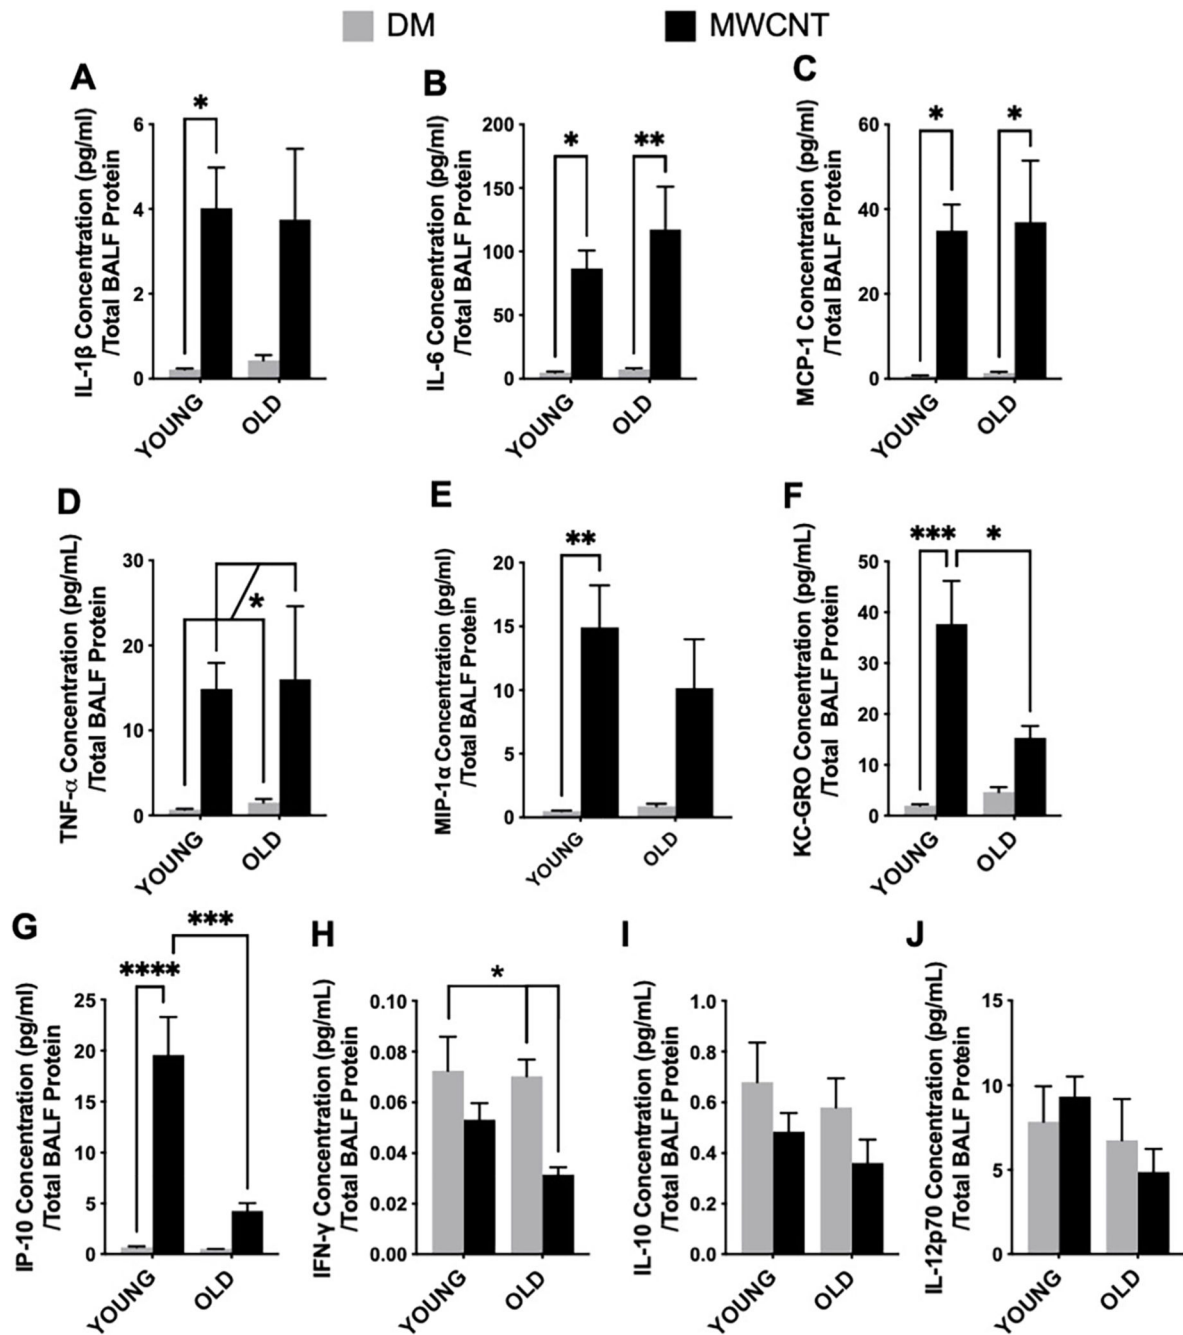 DM MWCNT
A
IL-1β Concentration (pg/ml)
/Total BALF Protein
*
6
4
2
0
YOUNG
OLD
B
IL-6 Concentration (pg/ml)
/Total BALF Protein
*
**
200
150
100
50
0
YOUNG
OLD
C
MCP-1 Concentration (pg/ml)
/Total BALF Protein
*
*
60
40
20
0
YOUNG
OLD
D
TNF-α Concentration (pg/mL)
/Total BALF Protein
*
30
20
10
0
YOUNG
OLD
E
MIP-1α Concentration (pg/ml)
/Total BALF Protein
**
20
15
10
5
0
YOUNG
OLD
F
KC-GRO Concentration (pg/mL)
/Total BALF Protein
***
*
50
40
30
20
10
0
YOUNG
OLD
G
IP-10 Concentration (pg/ml)
/Total BALF Protein
***
****
25
20
15
10
5
0
YOUNG
OLD
H
IFN-γ Concentration (pg/mL)
/Total BALF Protein
*
0.10
0.08
0.06
0.04
0.02
0.00
YOUNG
OLD
I
IL-10 Concentration (pg/mL)
/Total BALF Protein
1.0
0.8
0.6
0.4
0.2
0.0
YOUNG
OLD
J
IL-12p70 Concentration (pg/mL)
/Total BALF Protein
15
10
5
0
YOUNG
OLD